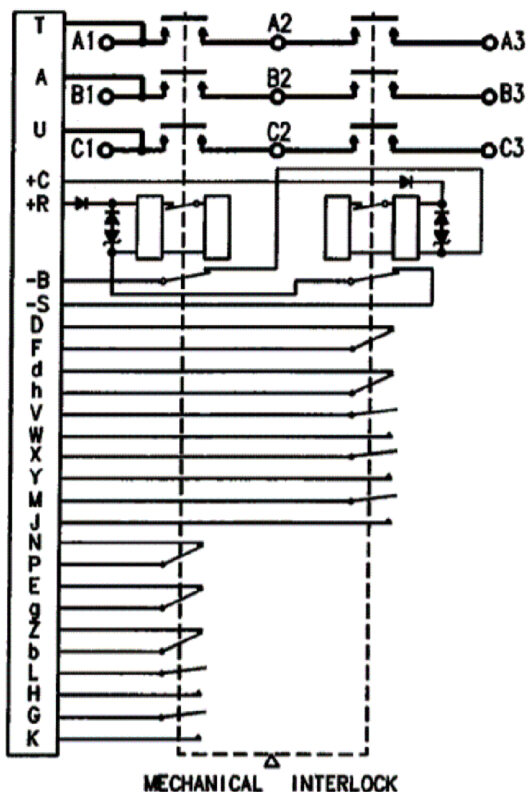 T
A1 A2 A3
A
B1 B2 B3
U
C1 C2 C3
+C
+R
-B
-S
D
F
d
h
V
W
X
Y
M
J
N
P
E
g
Z
b
L
H
G
K
MECHANICAL INTERLOCK